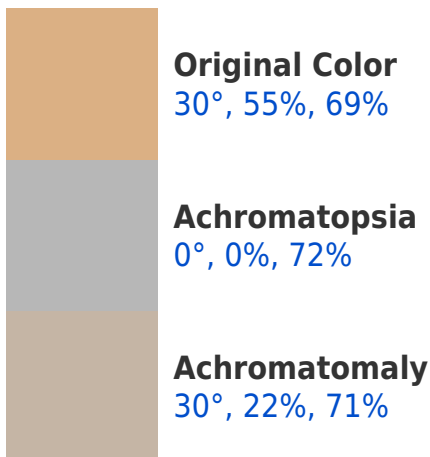 Original Color
30°, 55%, 69%
Achromatopsia
0°, 0%, 72%
Achromatomaly
30°, 22%, 71%